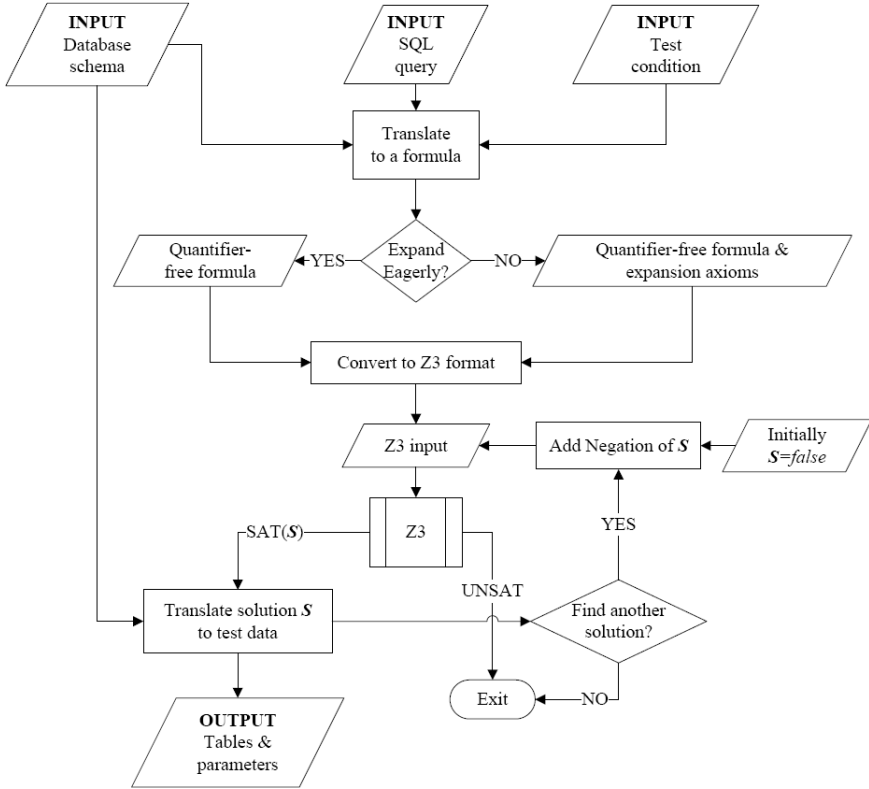 INPUT
Database
schema
INPUT
SQL
query
INPUT
Test
condition
Translate
to a formula
Quantifier-
free formula
YES
Expand
Eagerly?
NO
Quantifier-free formula &
expansion axioms
Convert to Z3 format
Z3 input
Add Negation of S
Initially
S=false
SAT(S)
Z3
YES
UNSAT
Translate solution S
to test data
Find another
solution?
Exit
NO
OUTPUT
Tables &
parameters